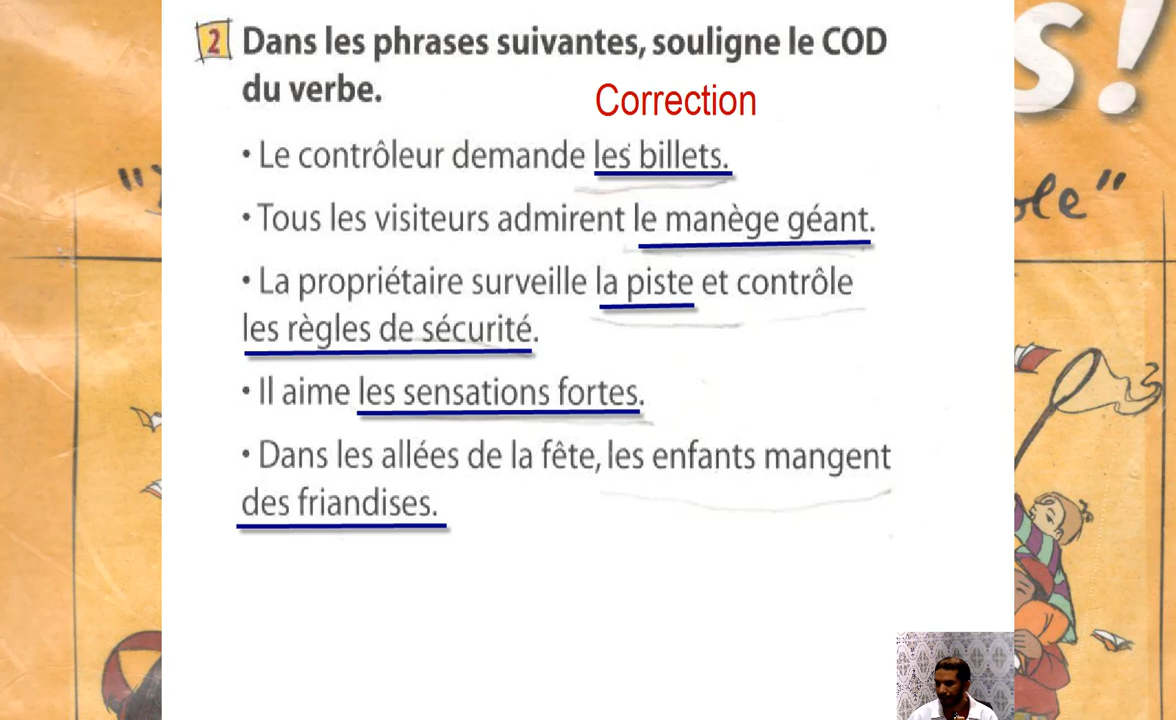 2 Dans les phrases suivantes, souligne le COD
du verbe.
Correction
• Le contrôleur demande les billets.
• Tous les visiteurs admirent le manège géant.
• La propriétaire surveille la piste et contrôle
les règles de sécurité.
• Il aime les sensations fortes.
• Dans les allées de la fête, les enfants mangent
des friandises.